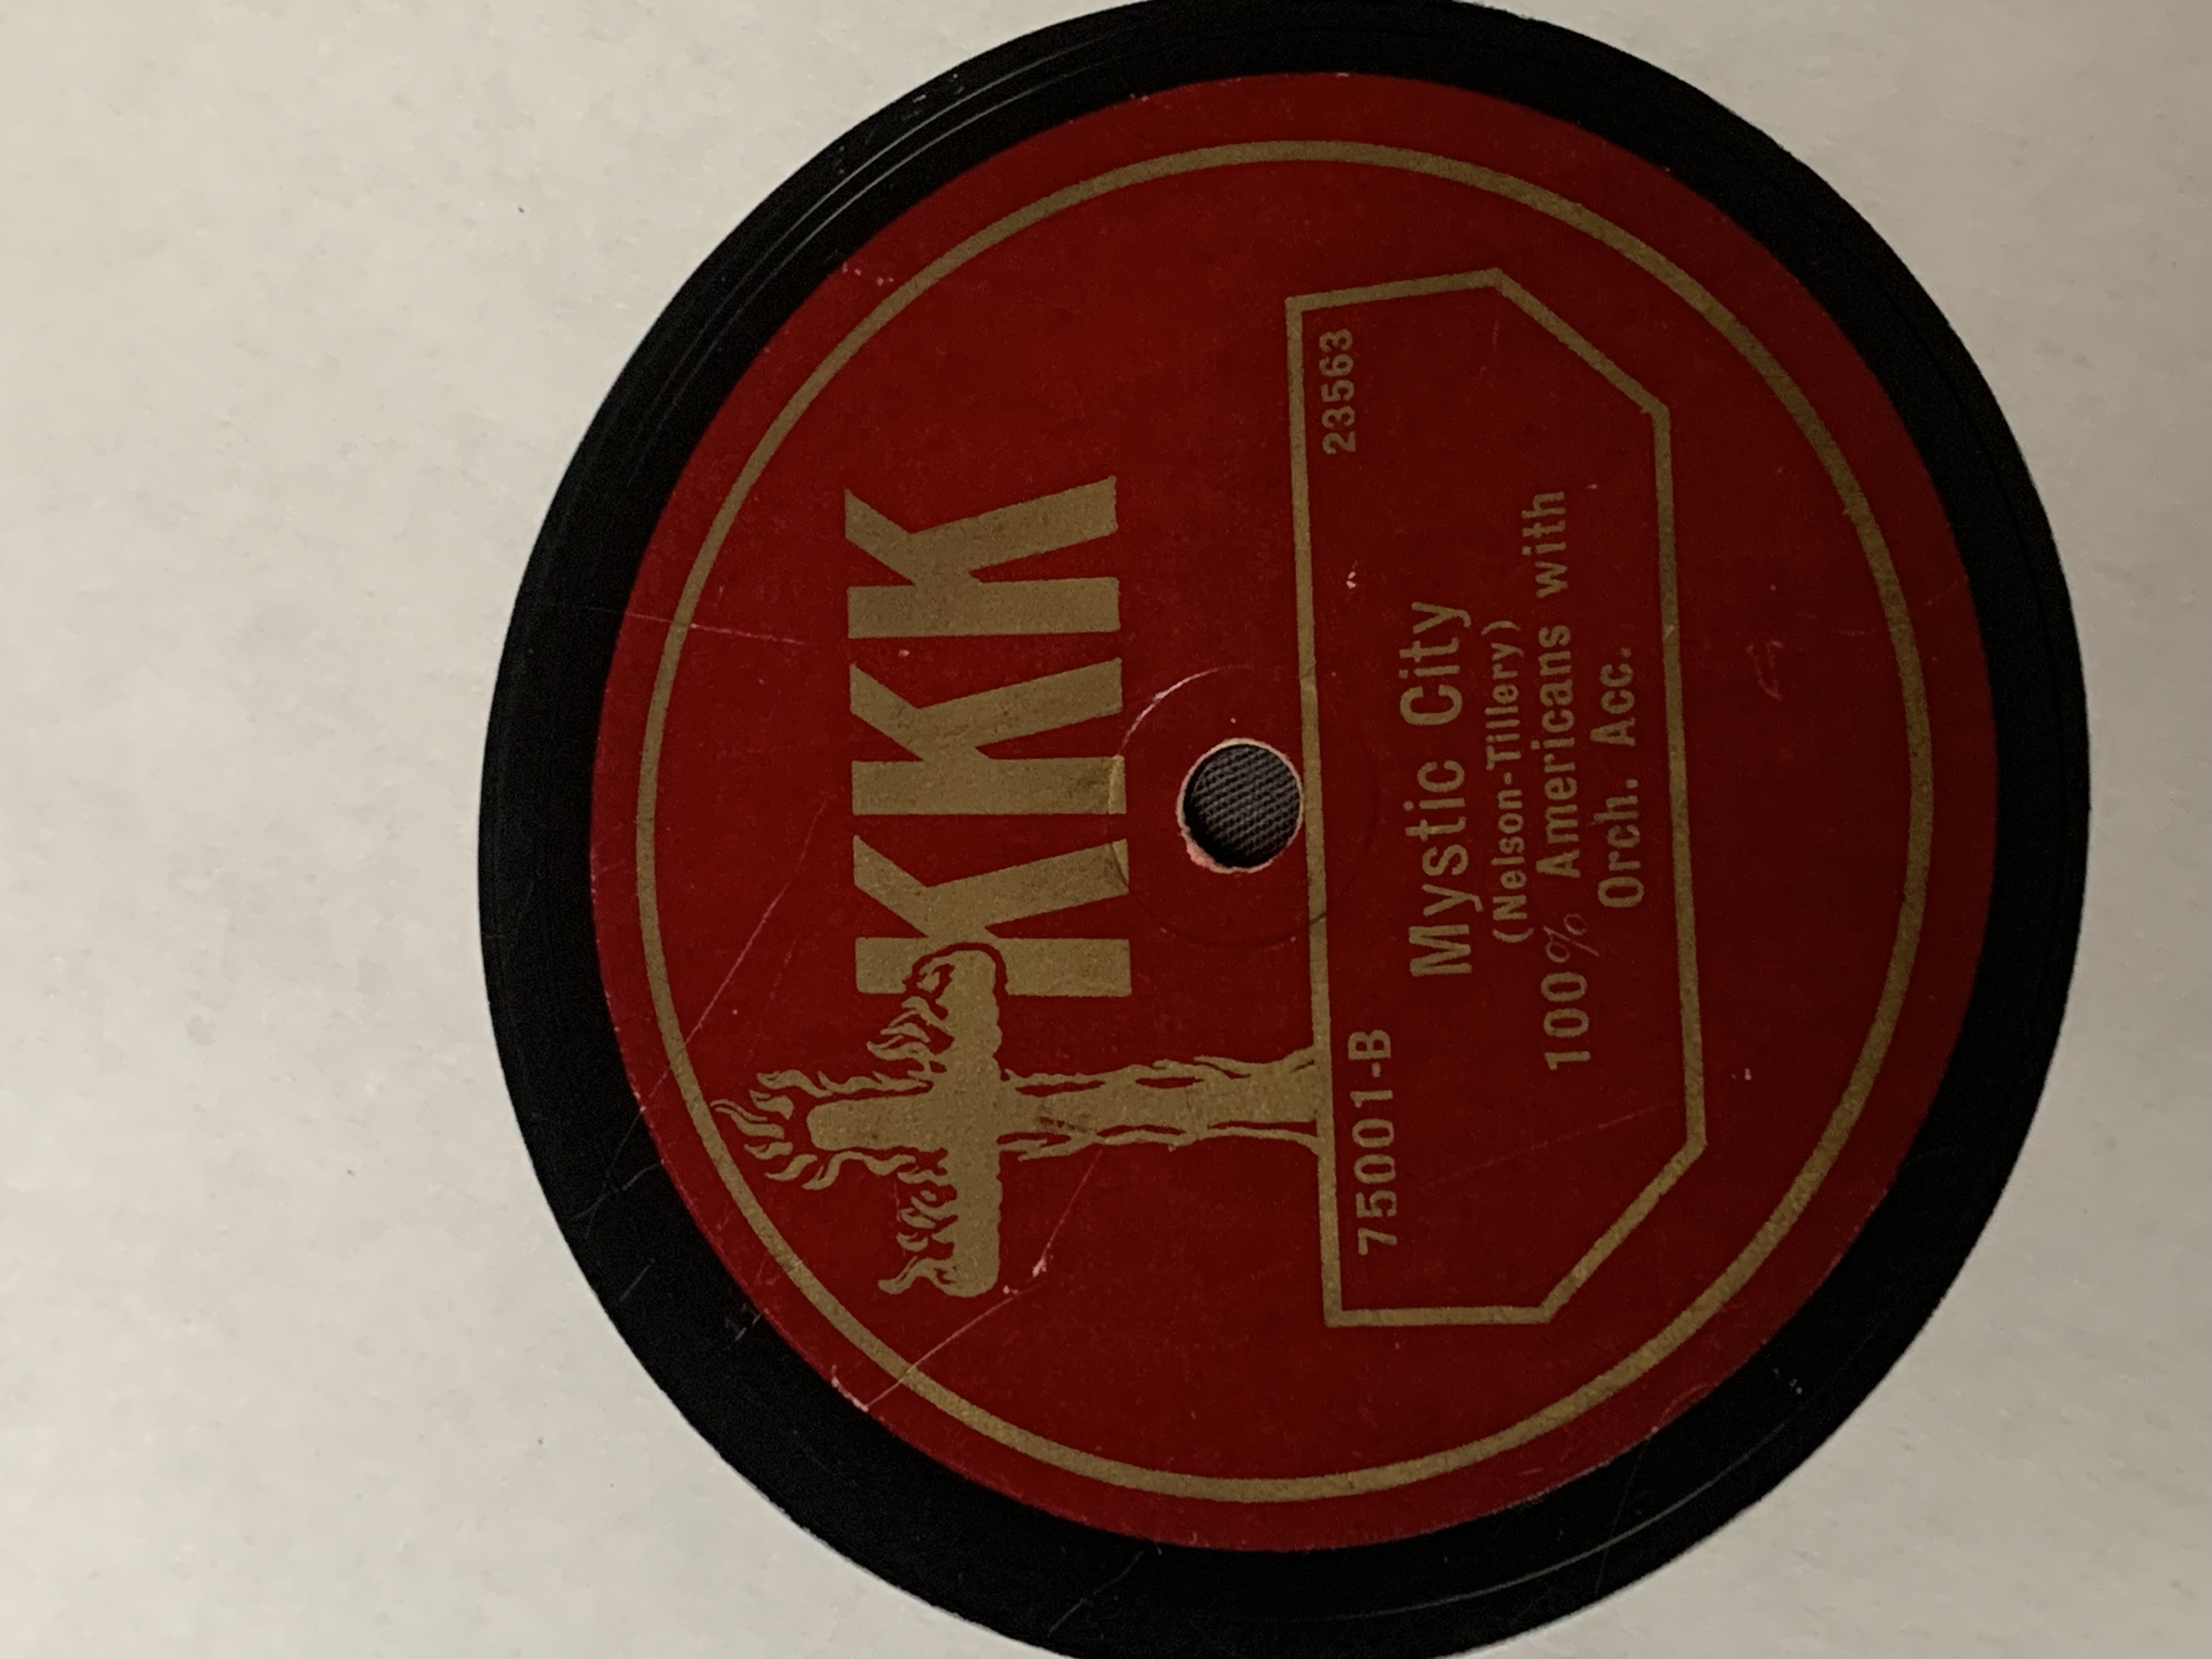 KKK
75001-B 23563
Mystic City
(Nelson-Tillery)
100% Americans with
Orch. Acc.